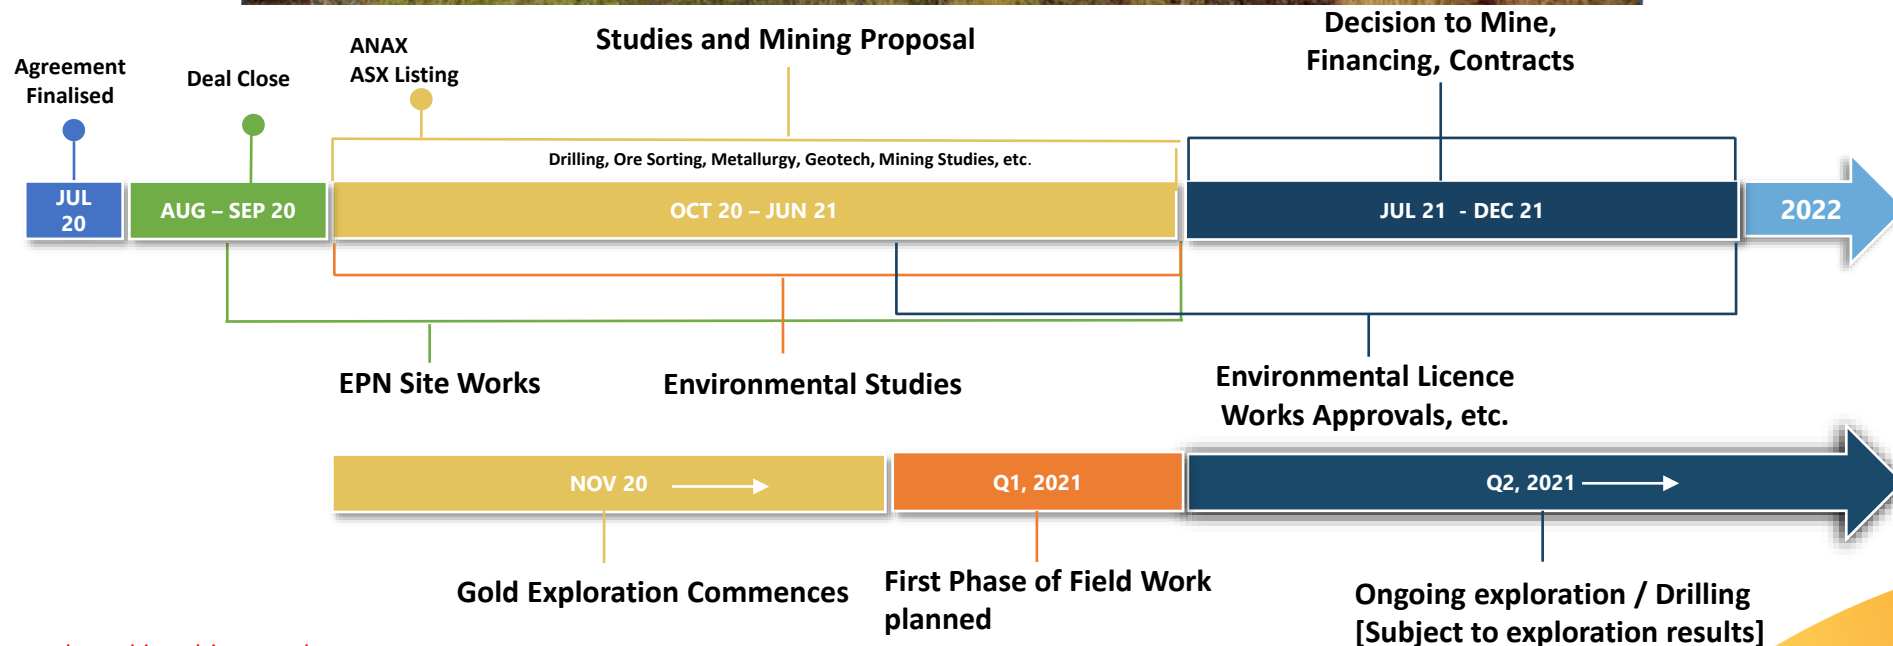 Agreement
Finalised
Deal Close
ANAX
ASX Listing
Studies and Mining Proposal
Decision to Mine,
Financing, Contracts
Drilling, Ore Sorting, Metallurgy, Geotech, Mining Studies, etc.
JUL
20
AUG – SEP 20
OCT 20 – JUN 21
JUL 21 - DEC 21
2022
EPN Site Works
Environmental Studies
Environmental Licence
Works Approvals, etc.
NOV 20
Q1, 2021
Q2, 2021
Gold Exploration Commences
First Phase of Field Work
planned
Ongoing exploration / Drilling
[Subject to exploration results]